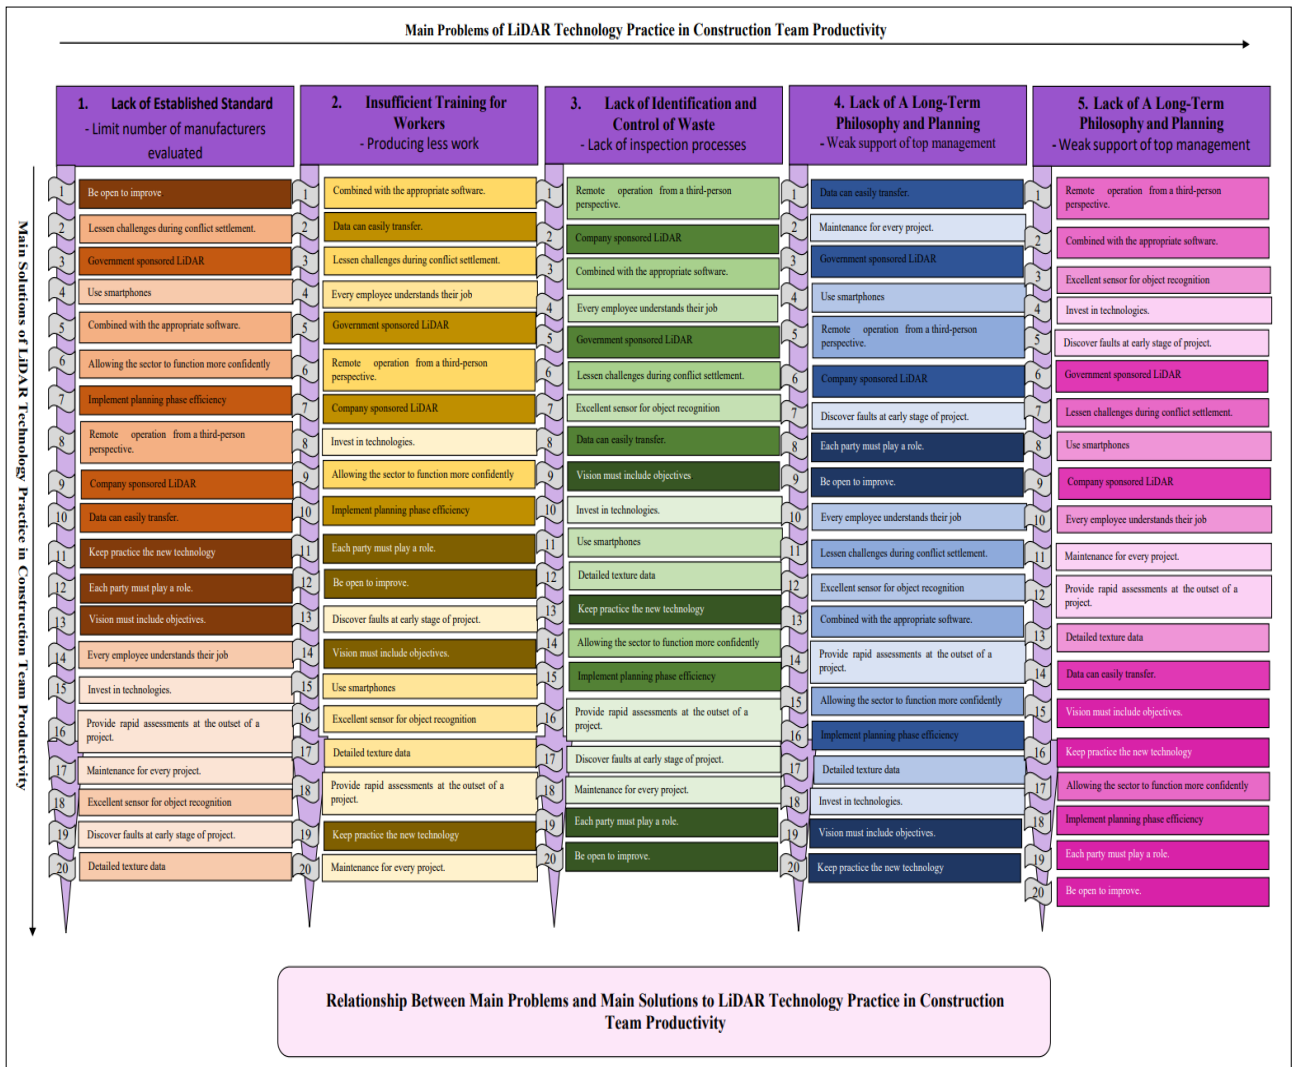 Main Problems of LiDAR Technology Practice in Construction Team Productivity
Main Solutions of LiDAR Technology Practice in Construction Team Productivity
1. Lack of Established Standard
- Limit number of manufacturers
evaluated
1 Be open to improve
2 Lessen challenges during conflict settlement.
3 Government sponsored LiDAR
4 Use smartphones
5 Combined with the appropriate software.
6 Allowing the sector to function more confidently
7 Implement planning phase efficiency
8 Remote operation from a third-person
perspective.
9 Company sponsored LiDAR
10 Data can easily transfer.
11 Keep practice the new technology
12 Each party must play a role.
13 Vision must include objectives.
14 Every employee understands their job
15 Invest in technologies.
16 Provide rapid assessments at the outset of a
project.
17 Maintenance for every project.
18 Excellent sensor for object recognition
19 Discover faults at early stage of project.
20 Detailed texture data
2. Insufficient Training for
Workers
- Producing less work
1 Combined with the appropriate software.
2 Data can easily transfer.
3 Lessen challenges during conflict settlement.
4 Every employee understands their job
5 Government sponsored LiDAR
6 Remote operation from a third-person
perspective.
7 Company sponsored LiDAR
8 Invest in technologies.
9 Allowing the sector to function more confidently
10 Implement planning phase efficiency
11 Each party must play a role.
12 Be open to improve.
13 Discover faults at early stage of project.
14 Vision must include objectives.
15 Use smartphones
16 Excellent sensor for object recognition
17 Detailed texture data
18 Provide rapid assessments at the outset of a
project.
19 Keep practice the new technology
20 Maintenance for every project.
3. Lack of Identification and
Control of Waste
- Lack of inspection processes
1 Remote operation from a third-person
perspective.
2 Company sponsored LiDAR
3 Combined with the appropriate software.
4 Every employee understands their job
5 Government sponsored LiDAR
6 Lessen challenges during conflict settlement.
7 Excellent sensor for object recognition
8 Data can easily transfer.
9 Vision must include objectives
10 Invest in technologies.
11 Use smartphones
12 Detailed texture data
13 Keep practice the new technology
14 Allowing the sector to function more confidently
15 Implement planning phase efficiency
16 Provide rapid assessments at the outset of a
project.
17 Discover faults at early stage of project.
18 Maintenance for every project.
19 Each party must play a role.
20 Be open to improve.
4. Lack of A Long-Term
Philosophy and Planning
- Weak support of top management
1 Data can easily transfer.
2 Maintenance for every project.
3 Government sponsored LiDAR
4 Use smartphones
5 Remote operation from a third-person
perspective.
6 Company sponsored LiDAR
7 Discover faults at early stage of project.
8 Each party must play a role.
9 Be open to improve.
10 Every employee understands their job
11 Lessen challenges during conflict settlement.
12 Excellent sensor for object recognition
13 Combined with the appropriate software.
14 Provide rapid assessments at the outset of a
project.
15 Allowing the sector to function more confidently
16 Implement planning phase efficiency
17 Detailed texture data
18 Invest in technologies.
19 Vision must include objectives.
20 Keep practice the new technology
5. Lack of A Long-Term
Philosophy and Planning
- Weak support of top management
1 Remote operation from a third-person
perspective.
2 Combined with the appropriate software.
3 Excellent sensor for object recognition
4 Invest in technologies.
5 Discover faults at early stage of project.
6 Government sponsored LiDAR
7 Lessen challenges during conflict settlement.
8 Use smartphones
9 Company sponsored LiDAR
10 Every employee understands their job
11 Maintenance for every project.
12 Provide rapid assessments at the outset of a
project.
13 Detailed texture data
14 Data can easily transfer.
15 Vision must include objectives.
16 Keep practice the new technology
17 Allowing the sector to function more confidently
18 Implement planning phase efficiency
19 Each party must play a role.
20 Be open to improve.
Relationship Between Main Problems and Main Solutions to LiDAR Technology Practice in Construction
Team Productivity